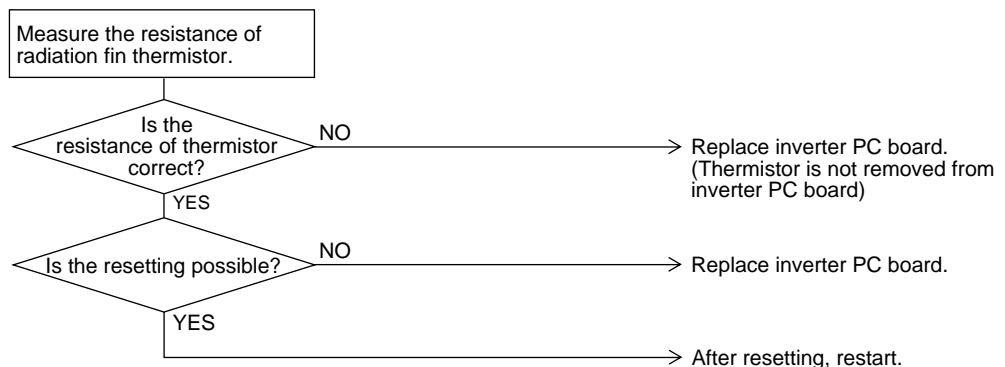 Measure the resistance of
radiation fin thermistor.
Is the
resistance of thermistor
correct?
NO
Replace inverter PC board.
(Thermistor is not removed from
inverter PC board)
YES
Is the resetting possible?
NO
Replace inverter PC board.
YES
After resetting, restart.